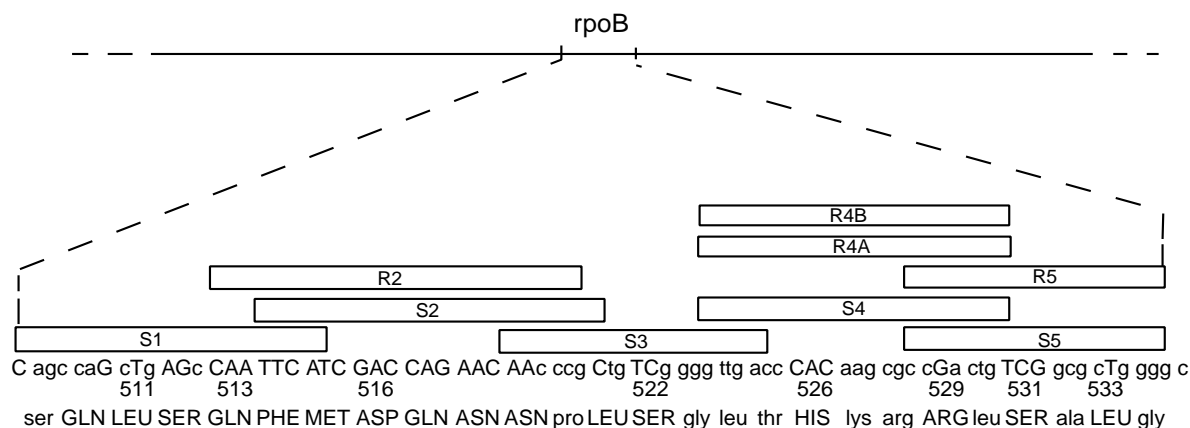 rpoB
R4B
R4A
R2 R5
S2 S4
S1 S3 S5
C agc caG cTg AGc CAA TTC ATC GAC CAG AAC AAc ccg CtgTCg ggg ttg acc CAC aag cgc cGa ctg TCG gcg cTg ggg c
511 513 516 522 526 529 531 533
ser GLN LEU SER GLN PHE MET ASP GLN ASN ASN pro LEU SER gly leu thr HIS lys arg ARG leu SER ala LEU gly